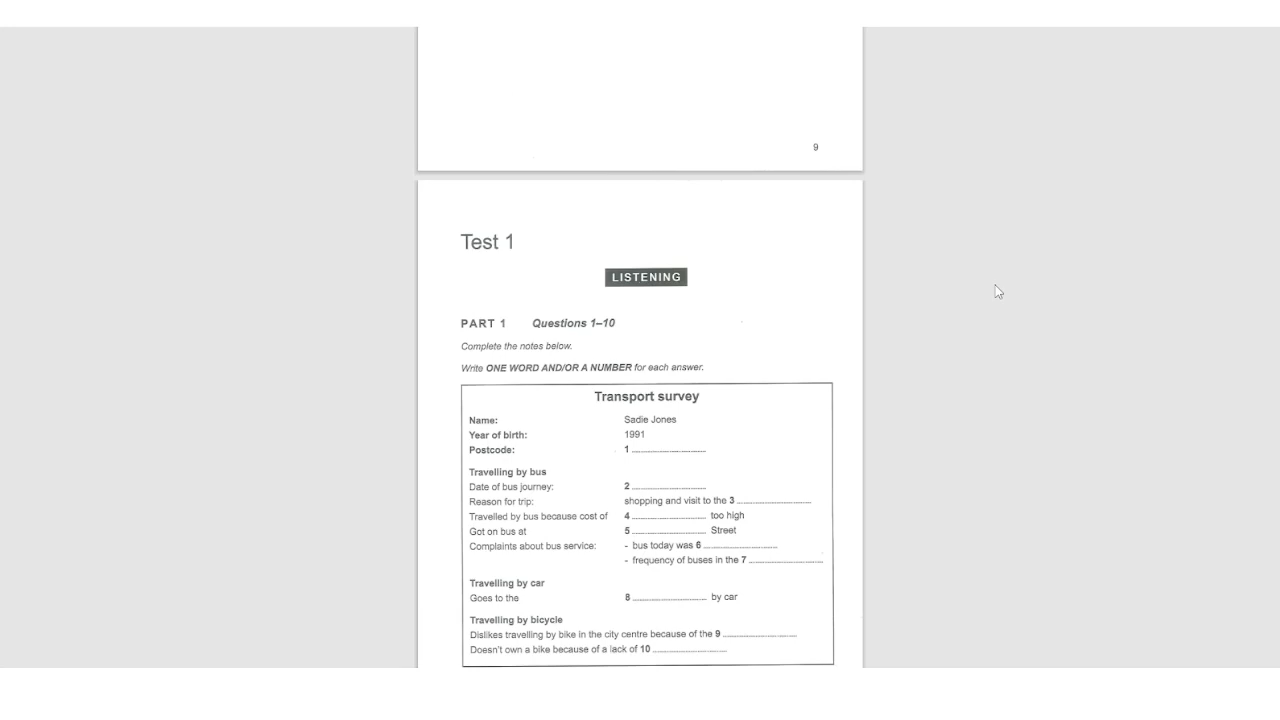 9
Test 1
LISTENING
PART 1 Questions 1–10
Complete the notes below.
Write ONE WORD AND/OR A NUMBER for each answer.
Transport survey
Name: Sadie Jones
Year of birth: 1991
Postcode: 1 ........................
Travelling by bus
Date of bus journey: 2 ........................
Reason for trip: shopping and visit to the 3 ........................
Travelled by bus because cost of 4 ........................ too high
Got on bus at 5 ........................ Street
Complaints about bus service: - bus today was 6 ........................
- frequency of buses in the 7 ........................
Travelling by car
Goes to the 8 ........................ by car
Travelling by bicycle
Dislikes travelling by bike in the city centre because of the 9 ........................
Doesn't own a bike because of a lack of 10 ........................